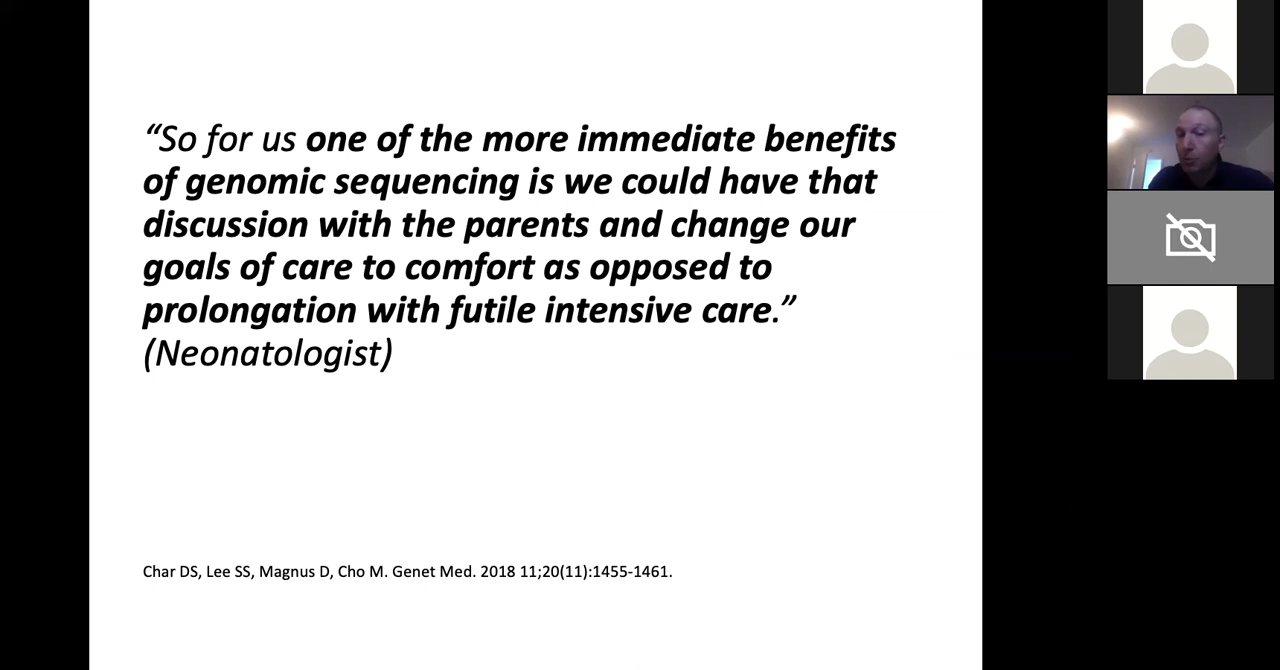 “So for us one of the more immediate benefits
of genomic sequencing is we could have that
discussion with the parents and change our
goals of care to comfort as opposed to
prolongation with futile intensive care.”
(Neonatologist)
Char DS, Lee SS, Magnus D, Cho M. Genet Med. 2018 11;20(11):1455-1461.